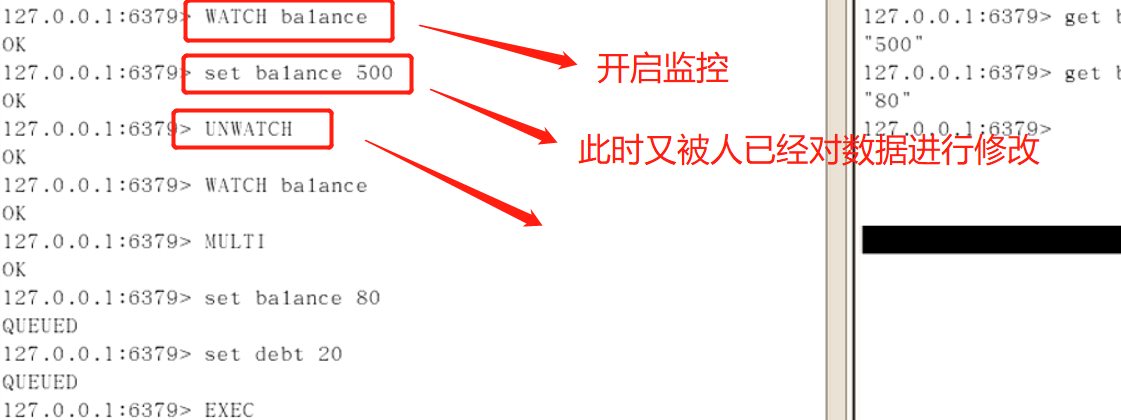 127.0.0.1:6379> WATCH balance
OK
127.0.0.1:6379> set balance 500
OK
127.0.0.1:6379> UNWATCH
OK
127.0.0.1:6379> WATCH balance
OK
127.0.0.1:6379> MULTI
OK
127.0.0.1:6379> set balance 80
QUEUED
127.0.0.1:6379> set debt 20
QUEUED
127.0.0.1:6379> EXEC
开启监控
此时又被人已经对数据进行修改
127.0.0.1:6379> get
"500"
127.0.0.1:6379> get
"80"
127.0.0.1:6379>